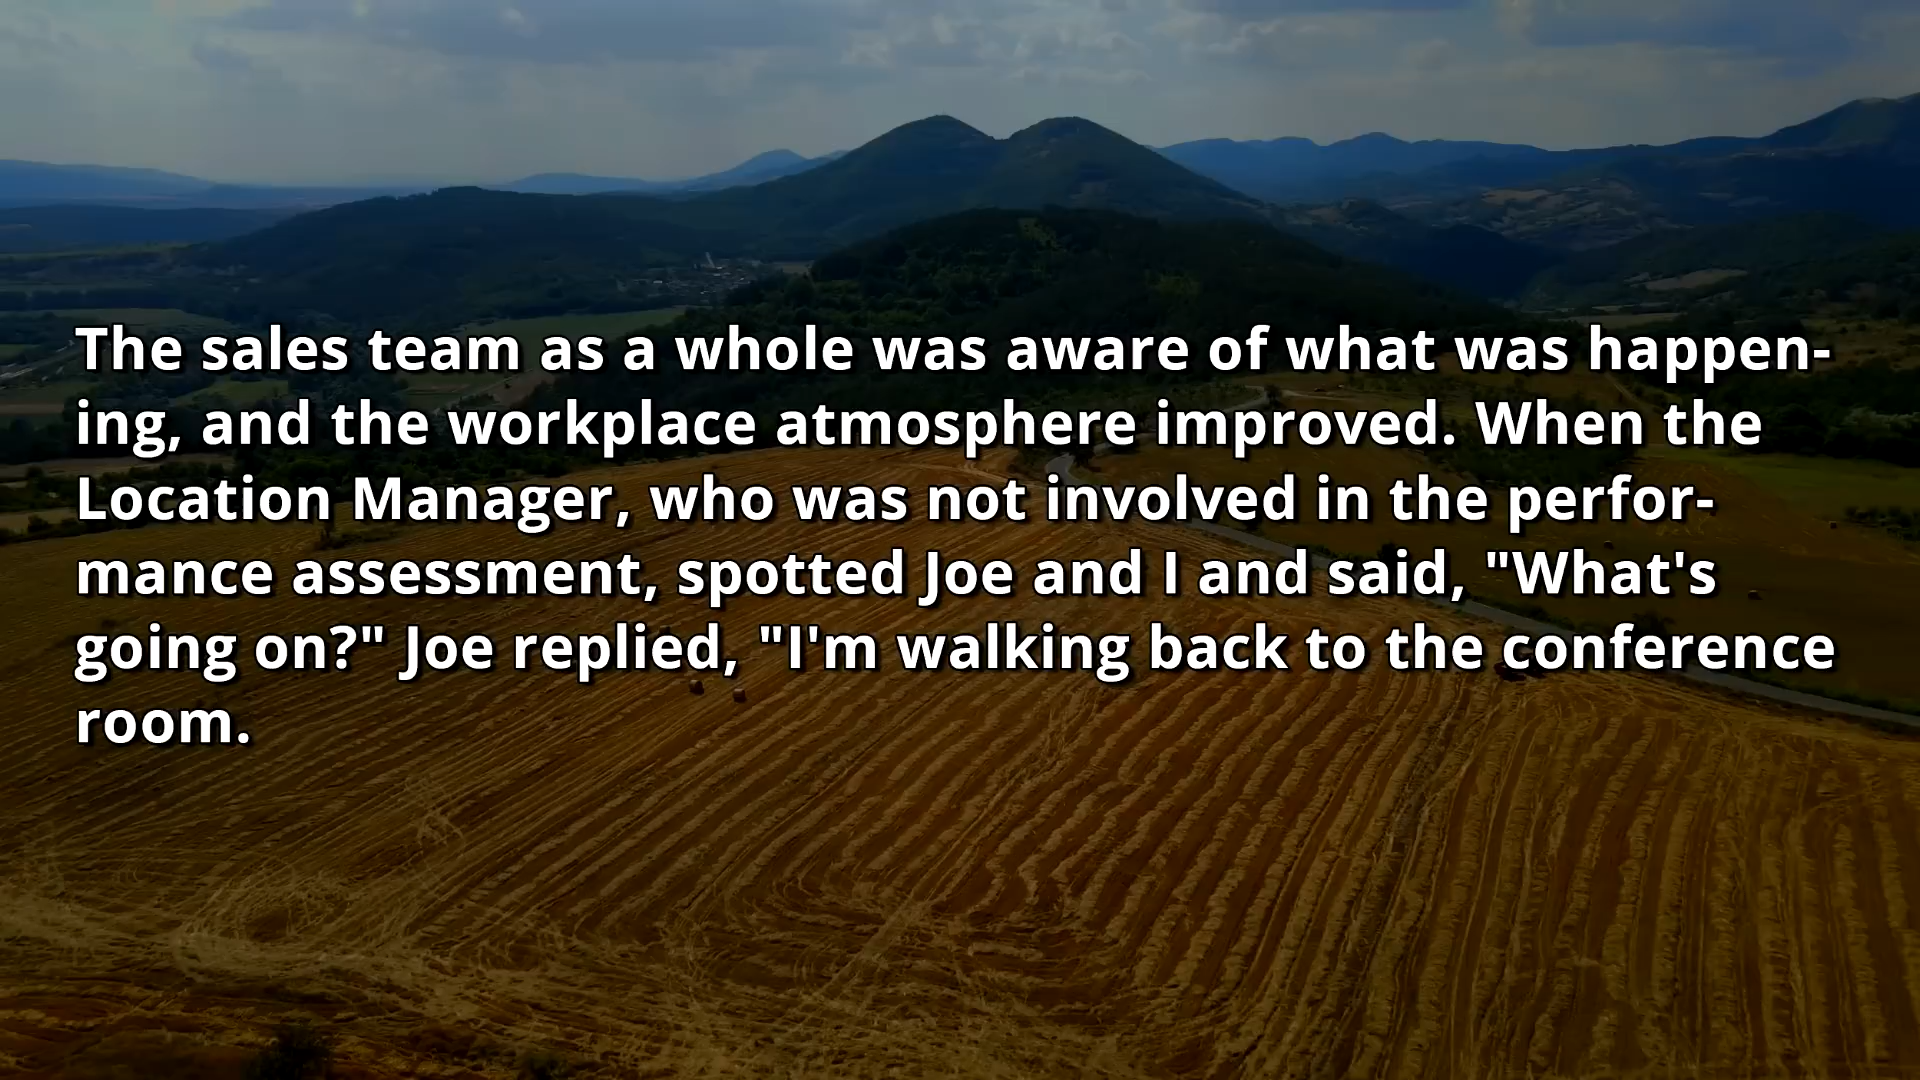 The sales team as a whole was aware of what was happen-
ing, and the workplace atmosphere improved. When the
Location Manager, who was not involved in the perfor-
mance assessment, spotted Joe and I and said, "What's
going on?" Joe replied, "I'm walking back to the conference
room.